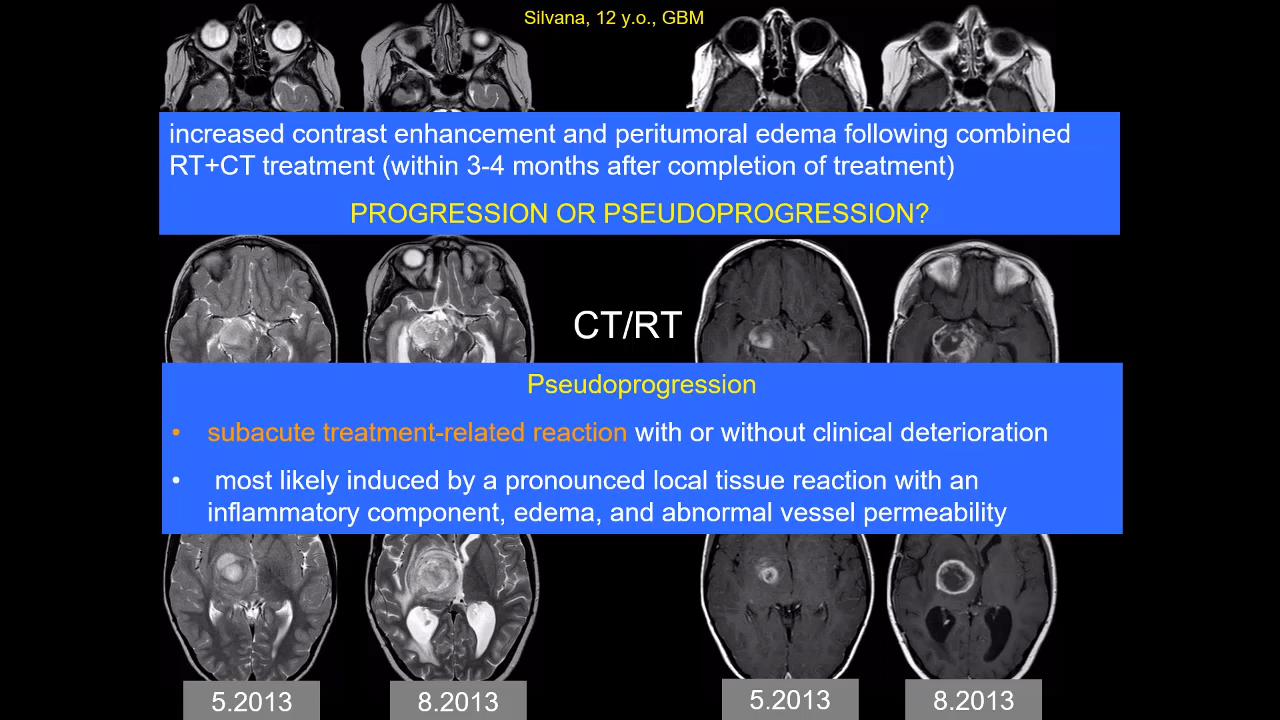 Silvana, 12 y.o., GBM
increased contrast enhancement and peritumoral edema following combined
RT+CT treatment (within 3-4 months after completion of treatment)
PROGRESSION OR PSEUDOPROGRESSION?
CT/RT
Pseudoprogression
• subacute treatment-related reaction with or without clinical deterioration
• most likely induced by a pronounced local tissue reaction with an
inflammatory component, edema, and abnormal vessel permeability
5.2013
8.2013
5.2013
8.2013